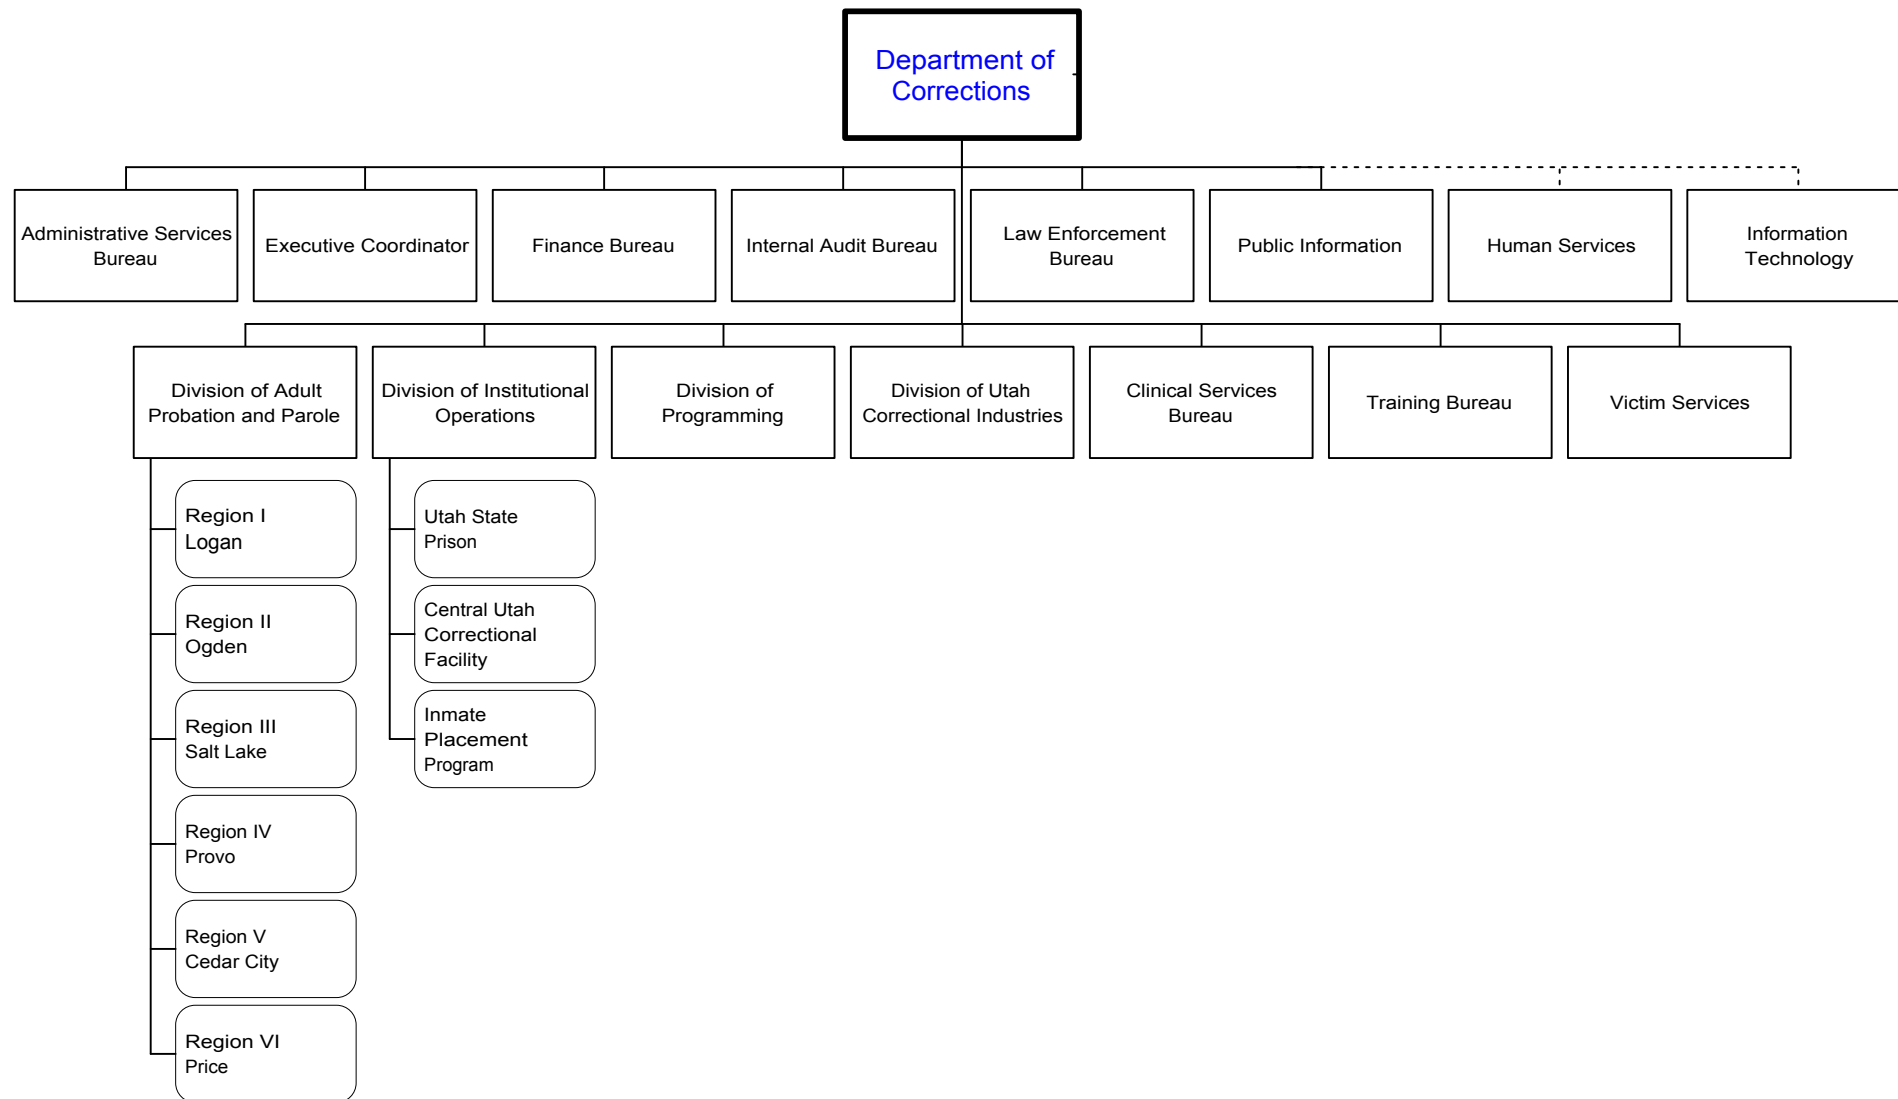 Department of
Corrections
Administrative Services
Bureau
Executive Coordinator
Finance Bureau
Internal Audit Bureau
Law Enforcement
Bureau
Public Information
Human Services
Information
Technology
Division of Adult
Probation and Parole
Division of Institutional
Operations
Division of
Programming
Division of Utah
Correctional Industries
Clinical Services
Bureau
Training Bureau
Victim Services
Region I
Logan
Region II
Ogden
Region III
Salt Lake
Region IV
Provo
Region V
Cedar City
Region VI
Price
Utah State
Prison
Central Utah
Correctional
Facility
Inmate
Placement
Program